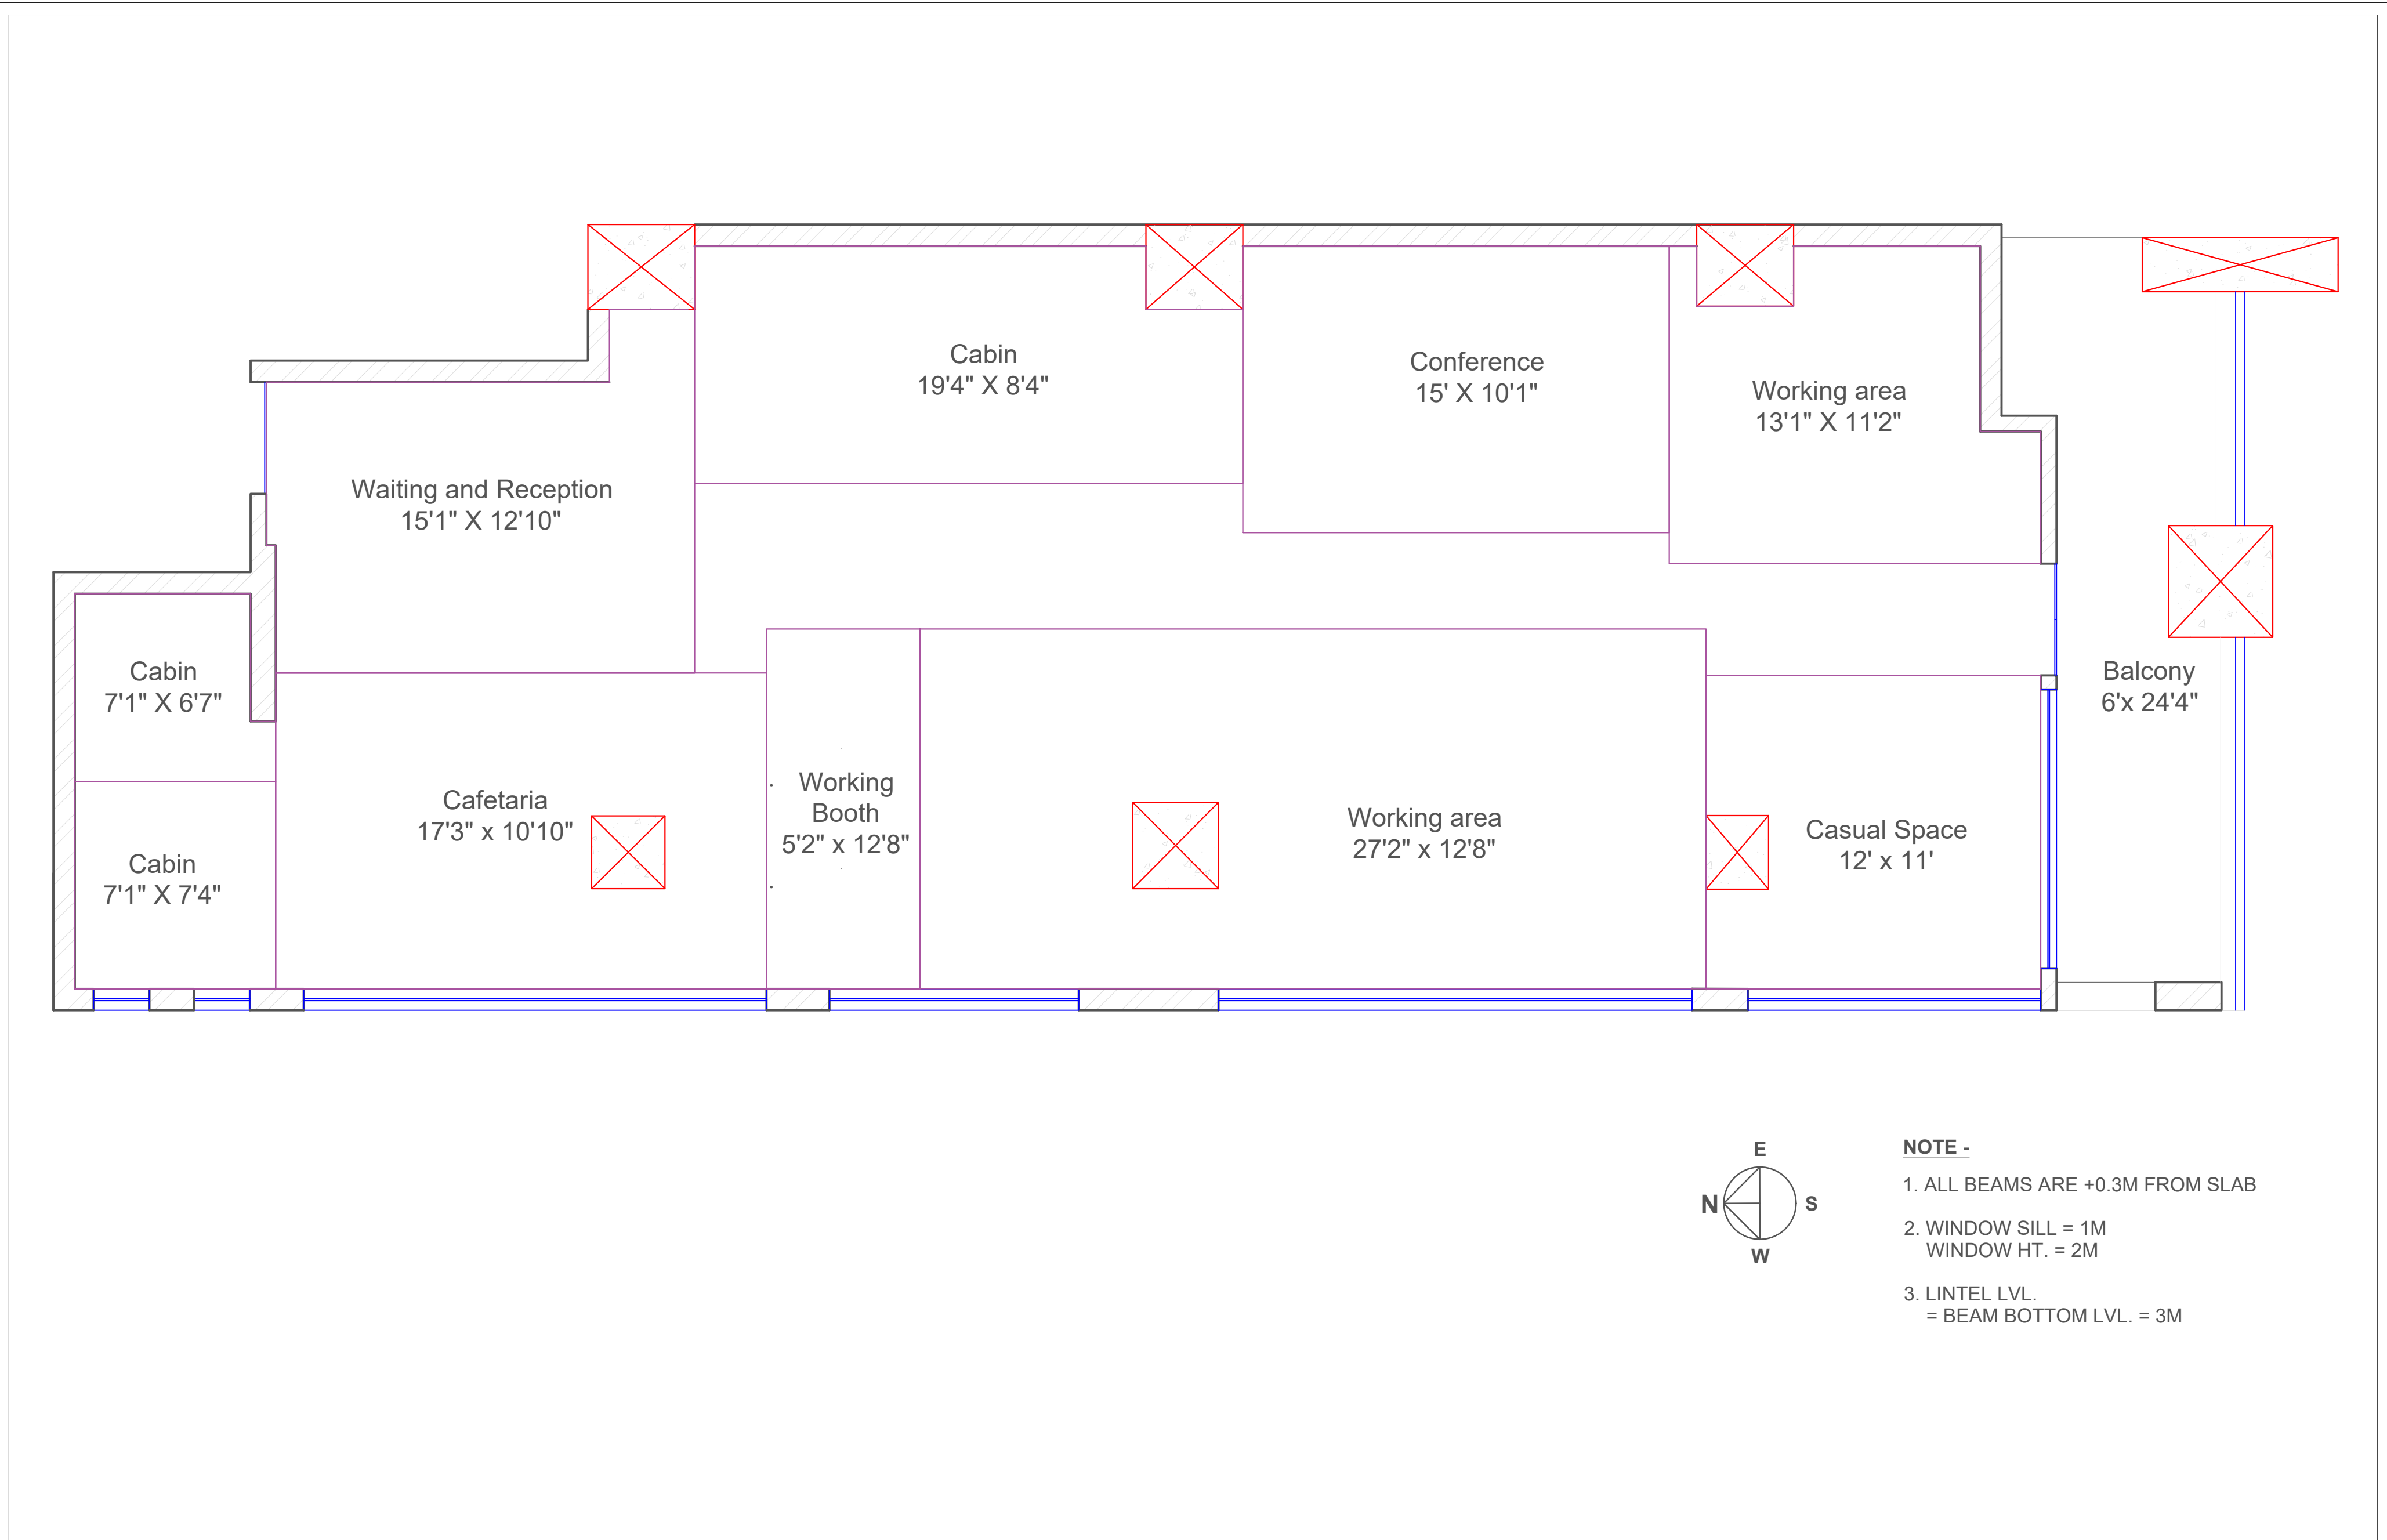 Cabin
19'4" X 8'4"
Conference
15' X 10'1"
Working area
13'1" X 11'2"
Waiting and Reception
15'1" X 12'10"
Cabin
7'1" X 6'7"
Balcony
6'x 24'4"
Cafetaria
17'3" x 10'10"
Working
Booth
5'2" x 12'8"
Working area
27'2" x 12'8"
Casual Space
12' x 11'
Cabin
7'1" X 7'4"
E
N
S
W
NOTE -
1. ALL BEAMS ARE +0.3M FROM SLAB
2. WINDOW SILL = 1M
WINDOW HT. = 2M
3. LINTEL LVL.
= BEAM BOTTOM LVL. = 3M